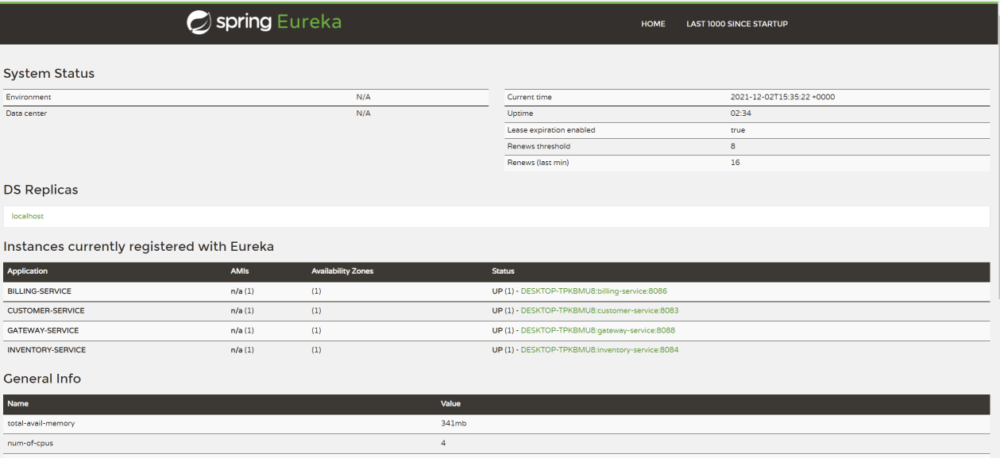 spring Eureka
HOME LAST 1000 SINCE STARTUP
System Status
Environment N/A
Data center N/A
Current time 2021-12-02T15:35:22 +0000
Uptime 02:34
Lease expiration enabled true
Renews threshold 8
Renews (last min) 16
DS Replicas
localhost
Instances currently registered with Eureka
Application AMIs Availability Zones Status
BILLING-SERVICE n/a (1) (1) UP (1) - DESKTOP-TPKBMU8:billing-service:8086
CUSTOMER-SERVICE n/a (1) (1) UP (1) - DESKTOP-TPKBMU8:customer-service:8083
GATEWAY-SERVICE n/a (1) (1) UP (1) - DESKTOP-TPKBMU8:gateway-service:8088
INVENTORY-SERVICE n/a (1) (1) UP (1) - DESKTOP-TPKBMU8:inventory-service:8084
General Info
Name Value
total-avail-memory 341mb
num-of-cpus 4